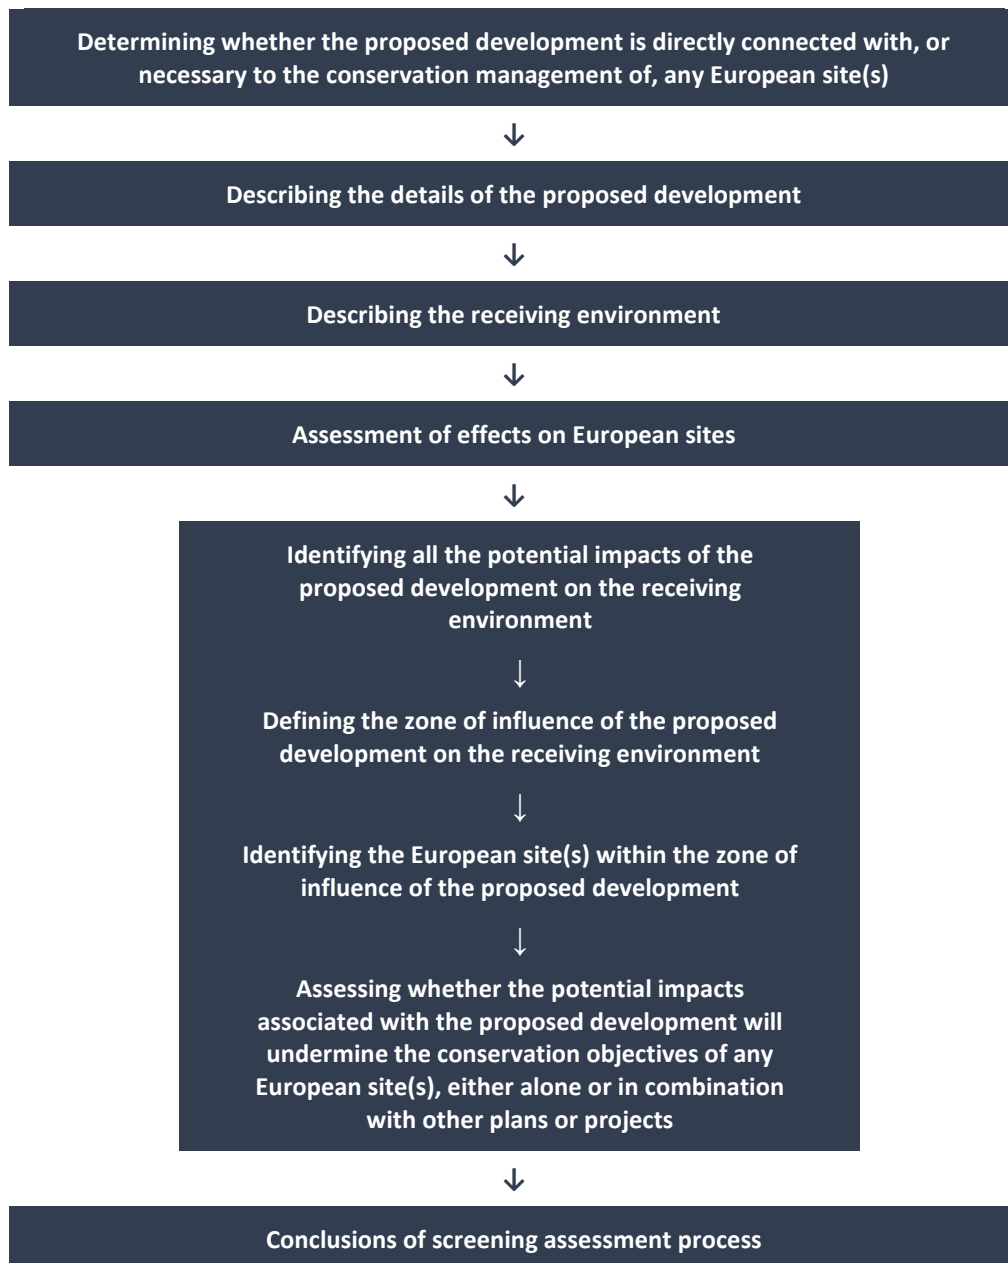 Determining whether the proposed development is directly connected with, or
necessary to the conservation management of, any European site(s)
↓
Describing the details of the proposed development
↓
Describing the receiving environment
↓
Assessment of effects on European sites
↓
Identifying all the potential impacts of the
proposed development on the receiving
environment
↓
Defining the zone of influence of the proposed
development on the receiving environment
↓
Identifying the European site(s) within the zone of
influence of the proposed development
↓
Assessing whether the potential impacts
associated with the proposed development will
undermine the conservation objectives of any
European site(s), either alone or in combination
with other plans or projects
↓
Conclusions of screening assessment process